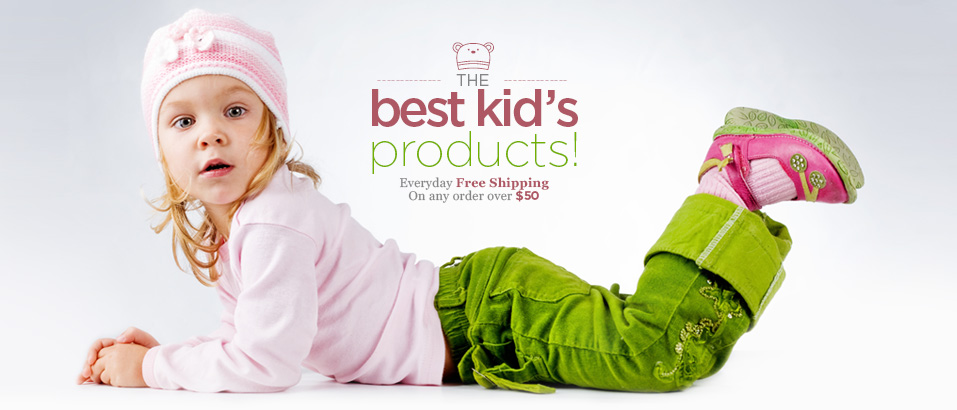 THE
best kid's
products!
Everyday Free Shipping
On any order over $50